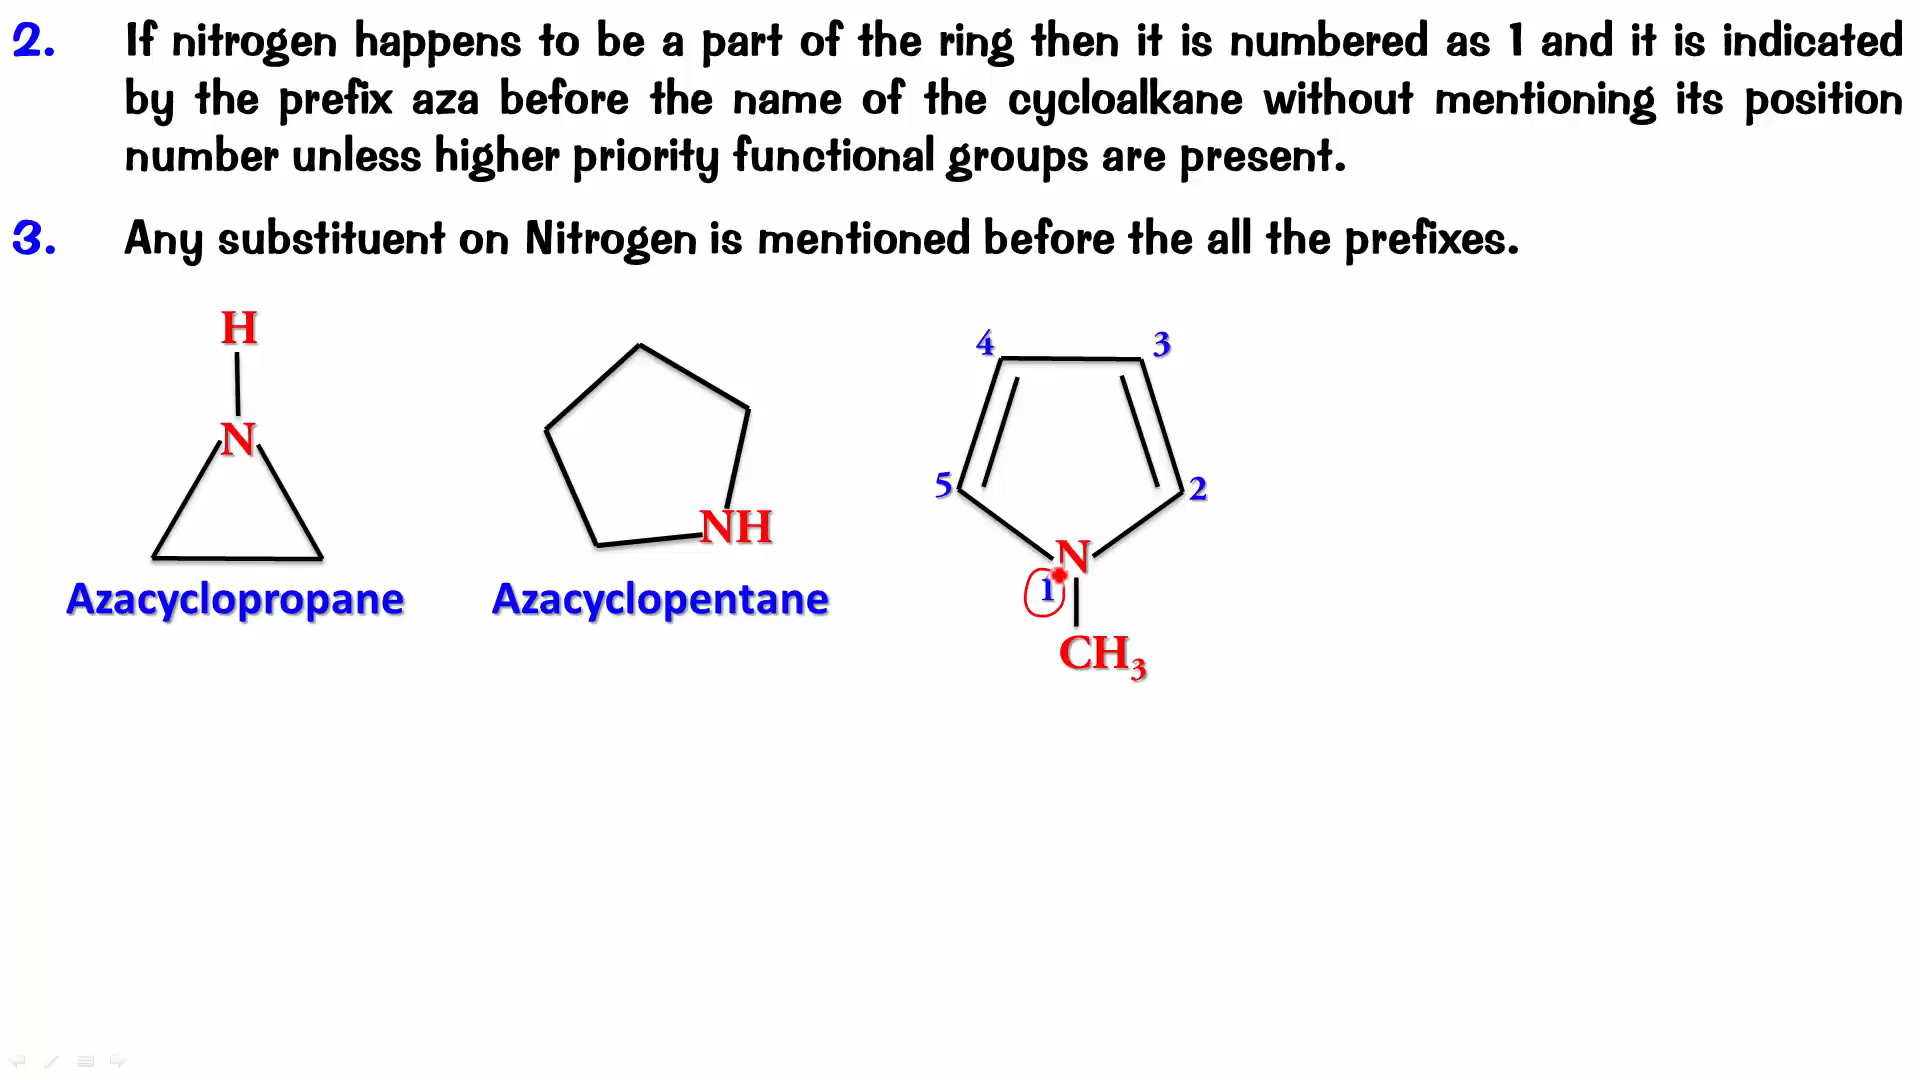 2. If nitrogen happens to be a part of the ring then it is numbered as 1 and it is indicated
by the prefix aza before the name of the cycloalkane without mentioning its position
number unless higher priority functional groups are present.
3. Any substituent on Nitrogen is mentioned before the all the prefixes.
H
N
Azacyclopropane
NH
Azacyclopentane
4 3
5 2
N
1
CH₃